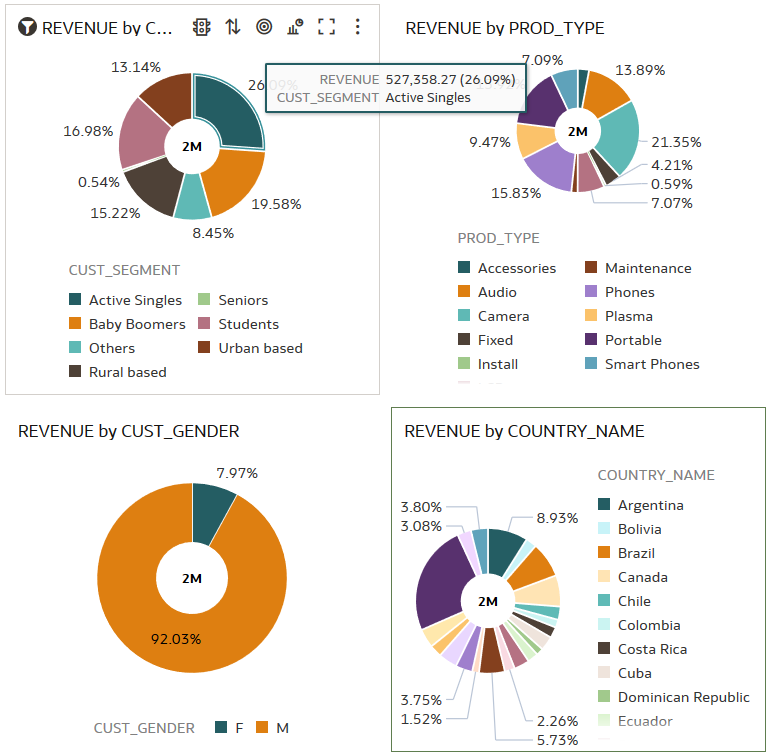 REVENUE by C...
13.14%
16.98%
0.54%
15.22%
8.45%
19.58%
2M
REVENUE 527,358.27 (26.09%)
CUST_SEGMENT Active Singles
CUST_SEGMENT
Active Singles
Baby Boomers
Others
Rural based
Seniors
Students
Urban based
REVENUE by PROD_TYPE
7.09%
13.89%
21.35%
4.21%
0.59%
7.07%
15.83%
9.47%
2M
PROD_TYPE
Accessories
Audio
Camera
Fixed
Install
Maintenance
Phones
Plasma
Portable
Smart Phones
REVENUE by CUST_GENDER
7.97%
2M
92.03%
CUST_GENDER F M
REVENUE by COUNTRY_NAME
3.80%
3.08%
8.93%
2M
3.75%
1.52%
2.26%
5.73%
COUNTRY_NAME
Argentina
Bolivia
Brazil
Canada
Chile
Colombia
Costa Rica
Cuba
Dominican Republic
Ecuador